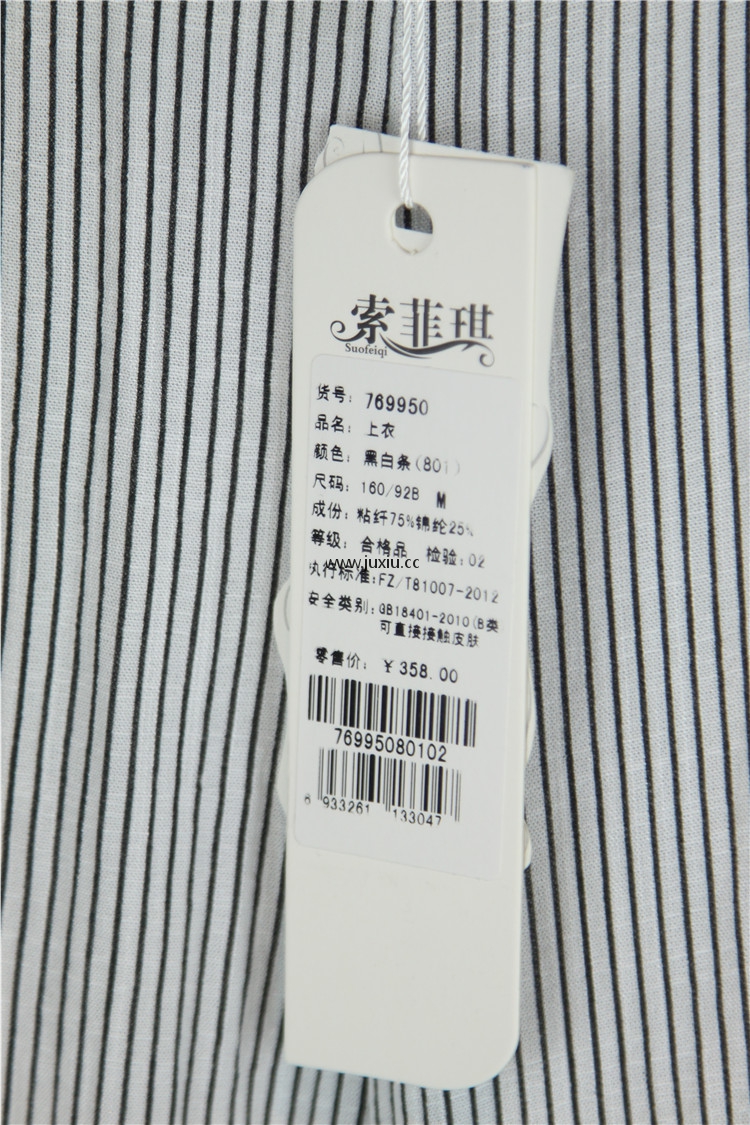 索菲琪
Suofeiqi
货号: 769950
品名: 上衣
颜色: 黑白条(801)
尺码: 160/92B M
成份: 粘纤75%锦纶25%
等级: 合格品 检验:02
www.juxiu.cc
执行标准:FZ/T81007-2012
安全类别:GB18401-2010(B类
可直接接触皮肤
零售价: ¥358.00
76995080102
6 933261 133047